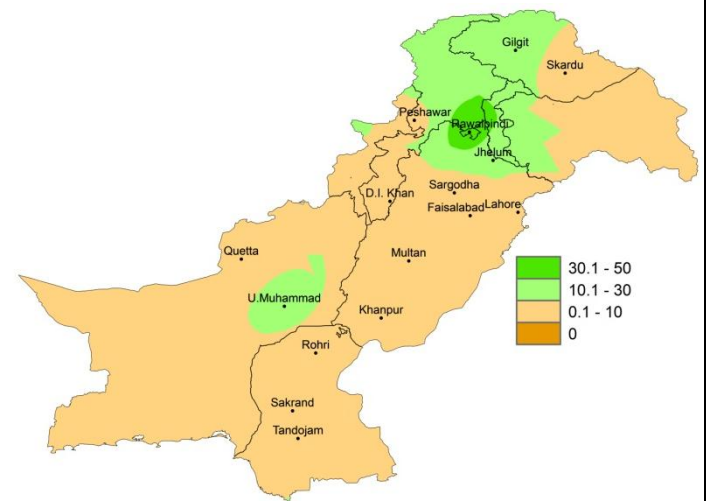 Gilgit
Skardu
Peshawar
Rawalpindi
Jhelum
Sargodha
D.I. Khan
Faisalabad
Lahore
Quetta
Multan
U.Muhammad
Khanpur
Rohri
Sakrand
Tandojam
30.1 - 50
10.1 - 30
0.1 - 10
0